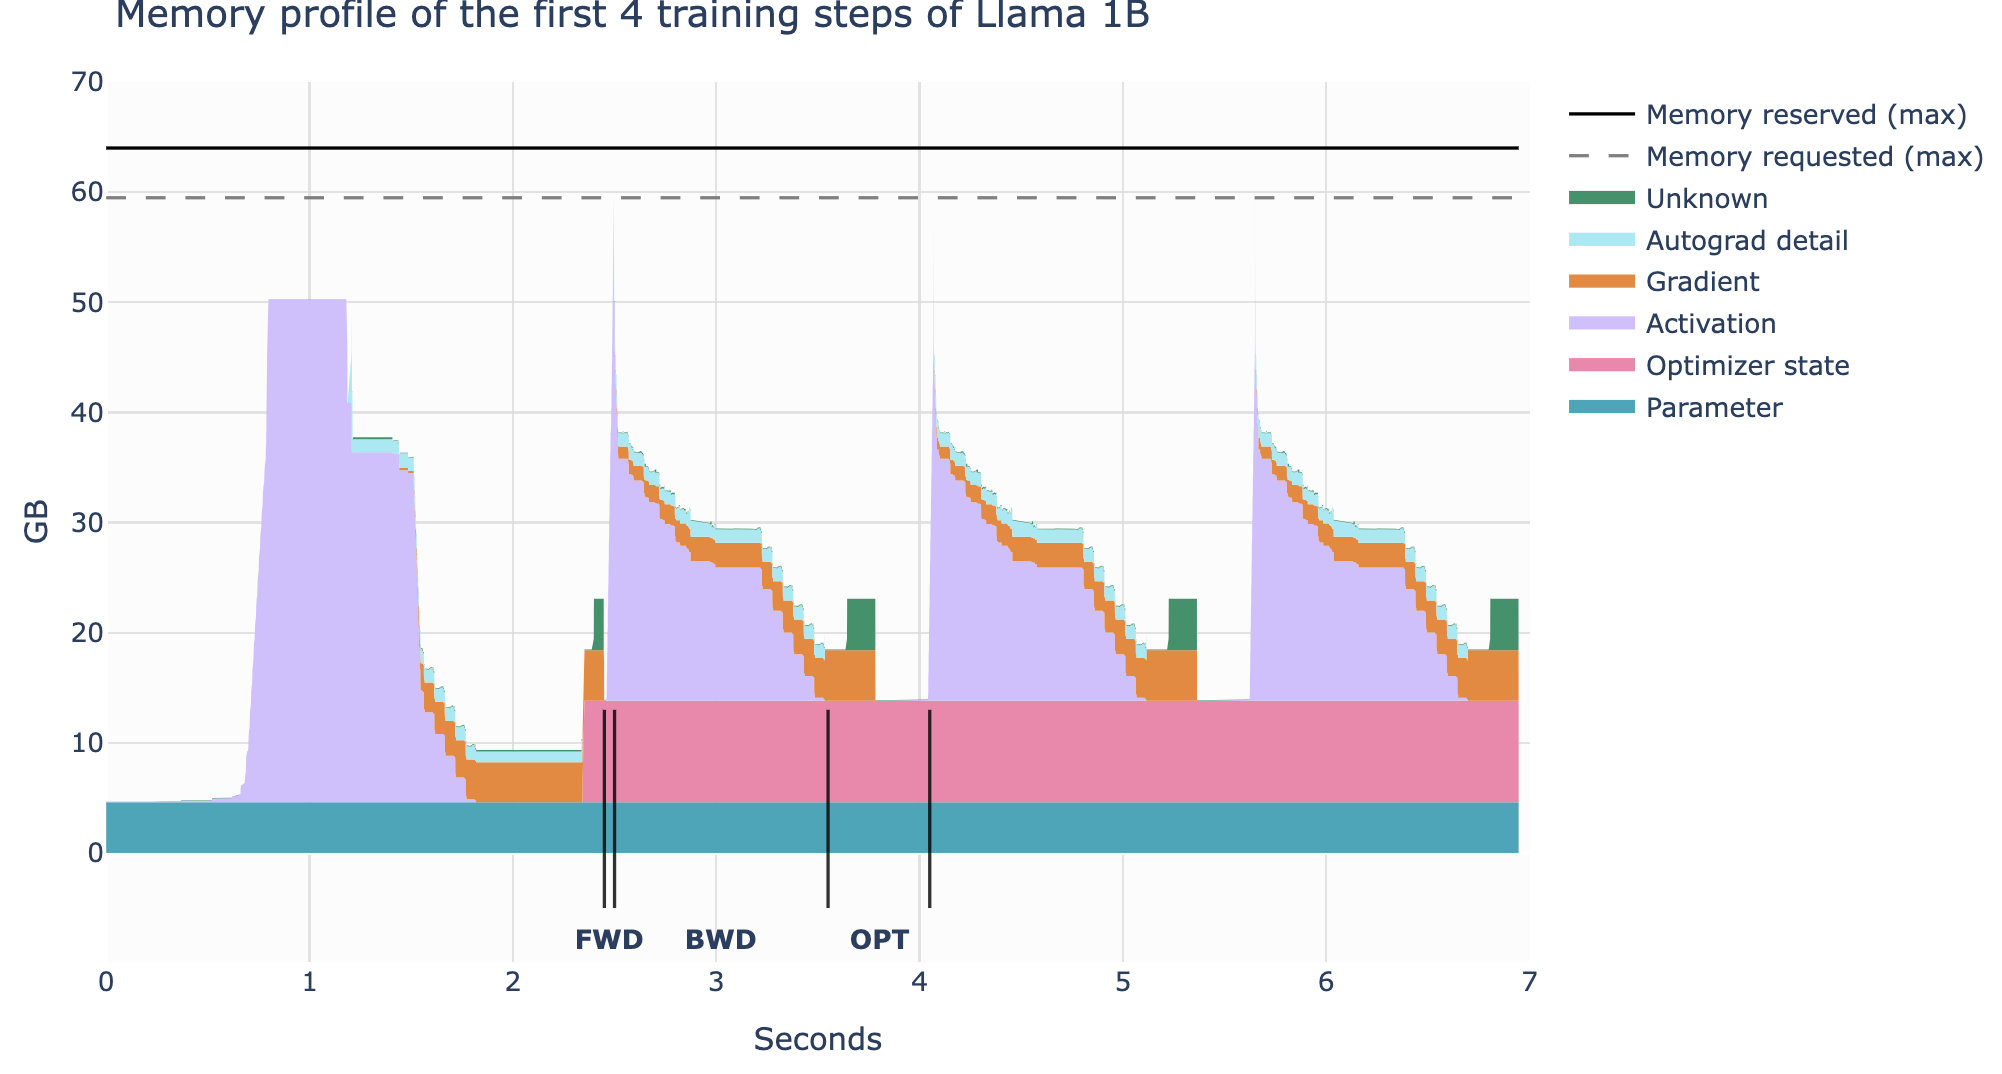 Memory profile of the first 4 training steps of Llama 1B
70
60
50
40
30
20
10
0
GB
Memory reserved (max)
Memory requested (max)
Unknown
Autograd detail
Gradient
Activation
Optimizer state
Parameter
FWD BWD OPT
0 1 2 3 4 5 6 7
Seconds